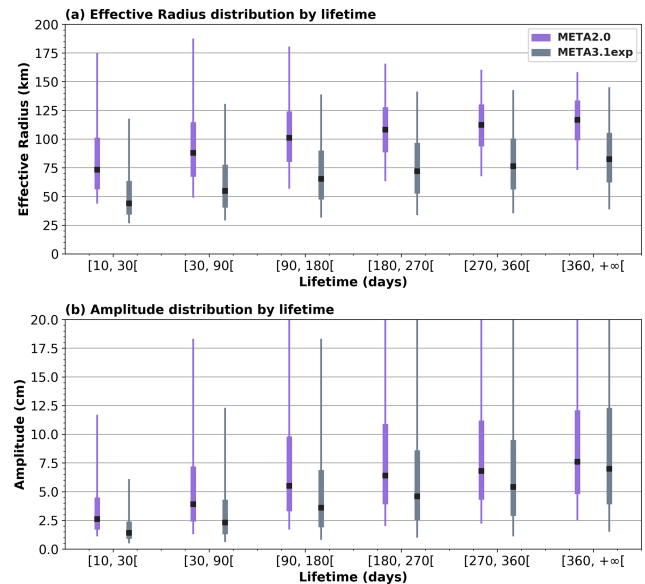 (a) Effective Radius distribution by lifetime
Effective Radius (km)
200
175
150
125
100
75
50
25
0
META2.0
META3.1exp
[10, 30[ [30, 90[ [90, 180[ [180, 270[ [270, 360[ [360, +∞[
Lifetime (days)
(b) Amplitude distribution by lifetime
Amplitude (cm)
20.0
17.5
15.0
12.5
10.0
7.5
5.0
2.5
0.0
[10, 30[ [30, 90[ [90, 180[ [180, 270[ [270, 360[ [360, +∞[
Lifetime (days)